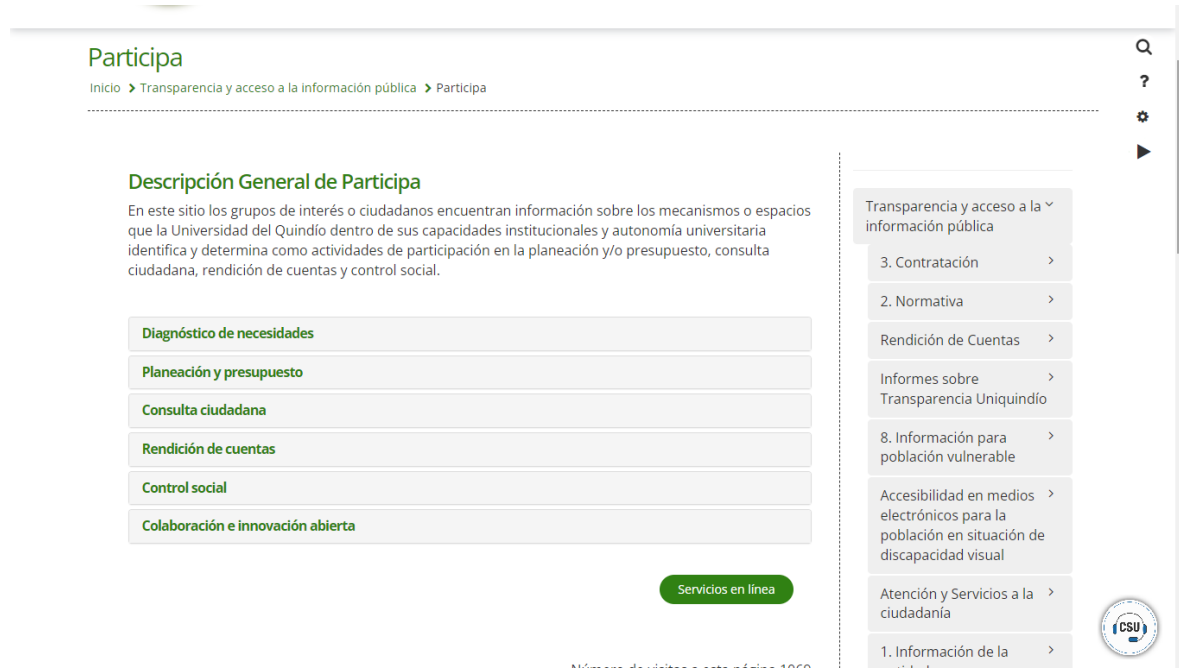 Participa
Inicio > Transparencia y acceso a la información pública > Participa
Descripción General de Participa
En este sitio los grupos de interés o ciudadanos encuentran información sobre los mecanismos o espacios
que la Universidad del Quindío dentro de sus capacidades institucionales y autonomía universitaria
identifica y determina como actividades de participación en la planeación y/o presupuesto, consulta
ciudadana, rendición de cuentas y control social.
Diagnóstico de necesidades
Planeación y presupuesto
Consulta ciudadana
Rendición de cuentas
Control social
Colaboración e innovación abierta
Servicios en línea
Número de visitas a esta página 1069
Transparencia y acceso a la
información pública
3. Contratación
2. Normativa
Rendición de Cuentas
Informes sobre
Transparencia Uniquindío
8. Información para
población vulnerable
Accesibilidad en medios
electrónicos para la
población en situación de
discapacidad visual
Atención y Servicios a la
ciudadanía
1. Información de la
CSU